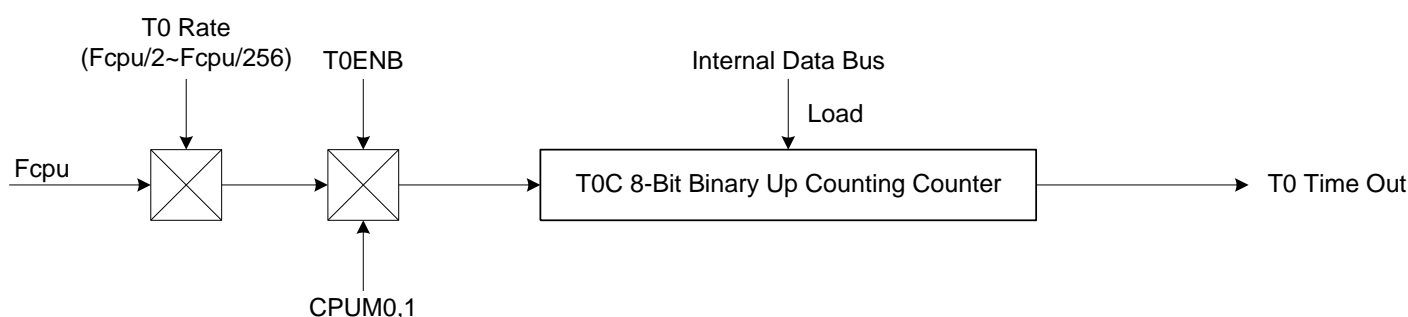 T0 Rate
(Fcpu/2~Fcpu/256)
T0ENB
Internal Data Bus
Load
Fcpu
T0C 8-Bit Binary Up Counting Counter
T0 Time Out
CPUM0,1